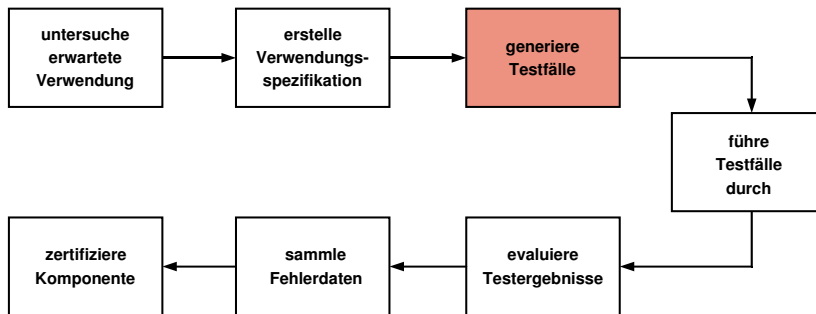 untersuche
erwartete
Verwendung
erstelle
Verwendungs-
spezifikation
generiere
Testfälle
führe
Testfälle
durch
evaluiere
Testergebnisse
sammle
Fehlerdaten
zertifiziere
Komponente